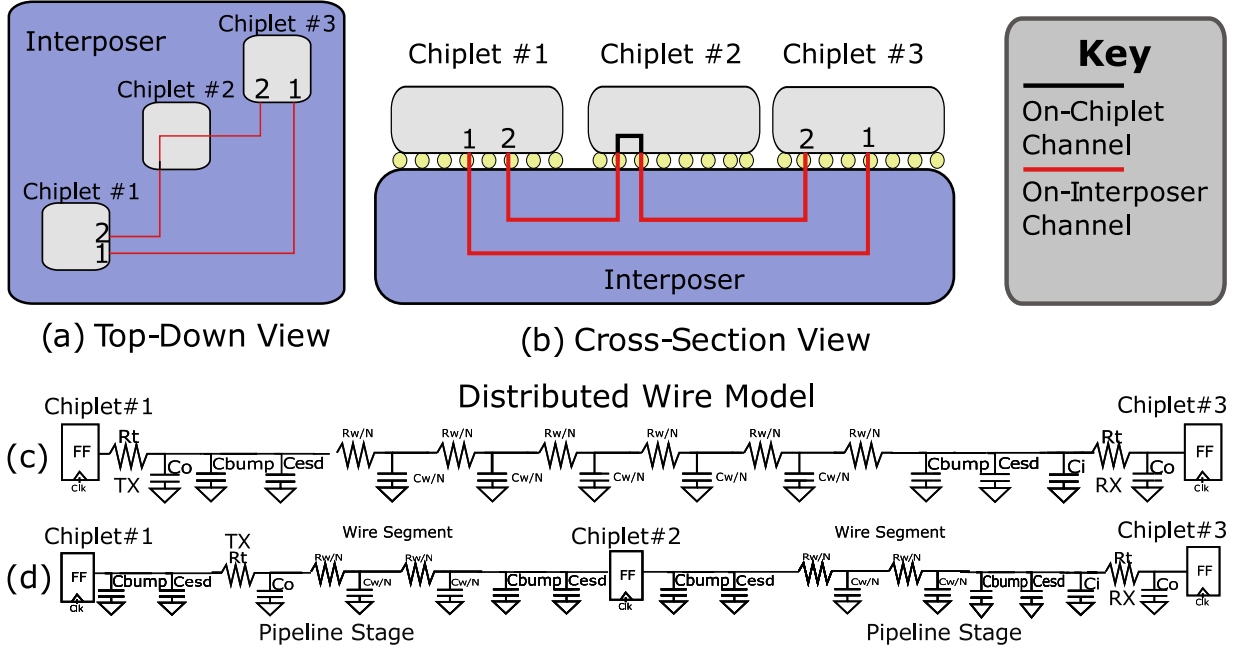 Interposer
Chiplet #3
2 1
Chiplet #2
Chiplet #1
2
1
(a) Top-Down View
Chiplet #1 Chiplet #2 Chiplet #3
1 2 2 1
Interposer
(b) Cross-Section View
Key
On-Chiplet
Channel
On-Interposer
Channel
Distributed Wire Model
(c)
Chiplet#1 Chiplet#3
FF Clk Rt TX Co Cbump Cesd
Rw/N Rw/N Rw/N Rw/N Rw/N Rw/N
Cw/N Cw/N Cw/N Cw/N Cw/N
Cbump Cesd Ci Rt RX Co FF Clk
(d)
Chiplet#1 TX Wire Segment Chiplet#2 Wire Segment Chiplet#3
FF Clk Cbump Cesd Rt Co Rw/N Rw/N Cw/N Cw/N Cbump Cesd
FF Clk Cbump Cesd Rw/N Rw/N Cw/N Cw/N Cbump Cesd Ci Rt RX Co FF Clk
Pipeline Stage Pipeline Stage